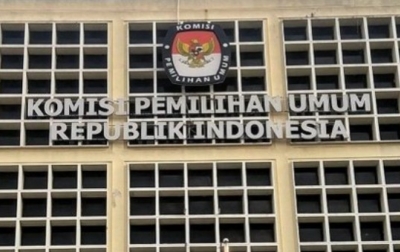 KOMISI
PEMILIHAN UMUM
KOMISI PEMILIHAN UMUM
REPUBLIK INDONESIA